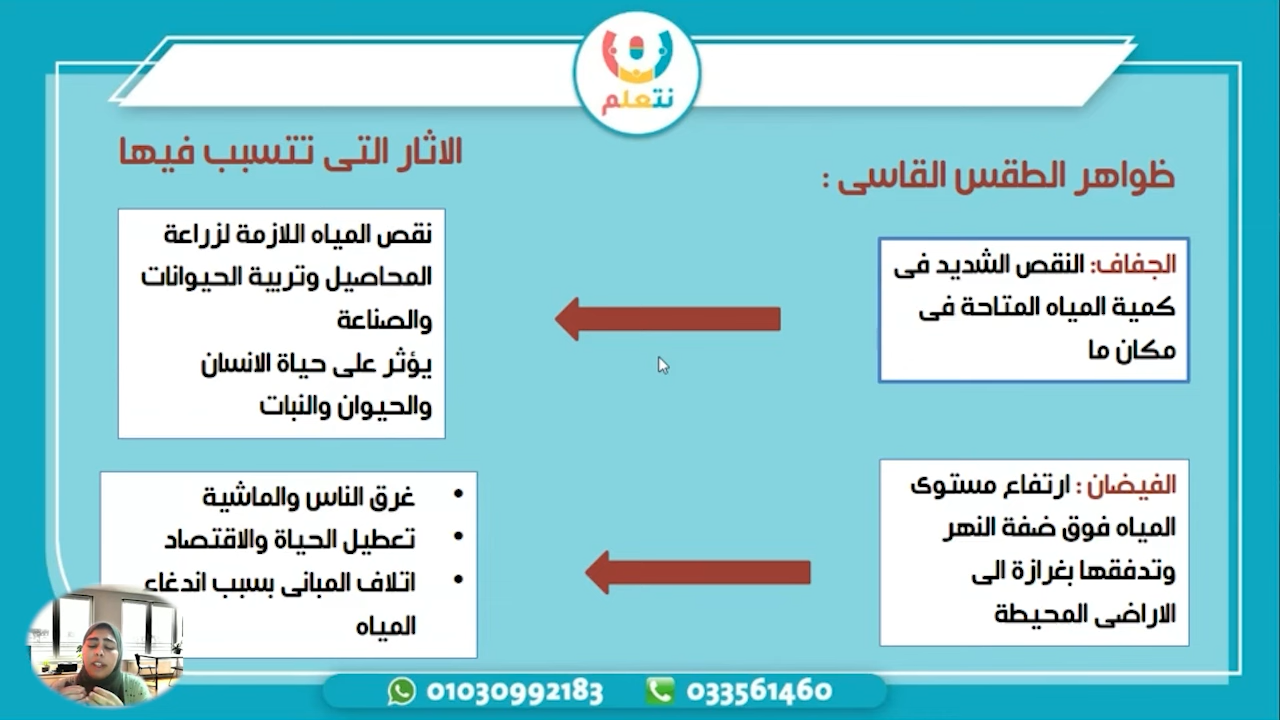 نتعلم
ظواهر الطقس القاسى :
الاثار التى تتسبب فيها
الجفاف: النقص الشديد فى
كمية المياه المتاحة فى
مكان ما
نقص المياه اللازمة لزراعة
المحاصيل وتربية الحيوانات
والصناعة
يؤثر على حياة الانسان
والحيوان والنبات
الفيضان : ارتفاع مستوى
المياه فوق ضفة النهر
وتدفقها بغرازة الى
الاراضى المحيطة
• غرق الناس والماشية
• تعطيل الحياة والاقتصاد
• اتلاف المبانى بسبب اندغاع
المياه
01030992183
033561460